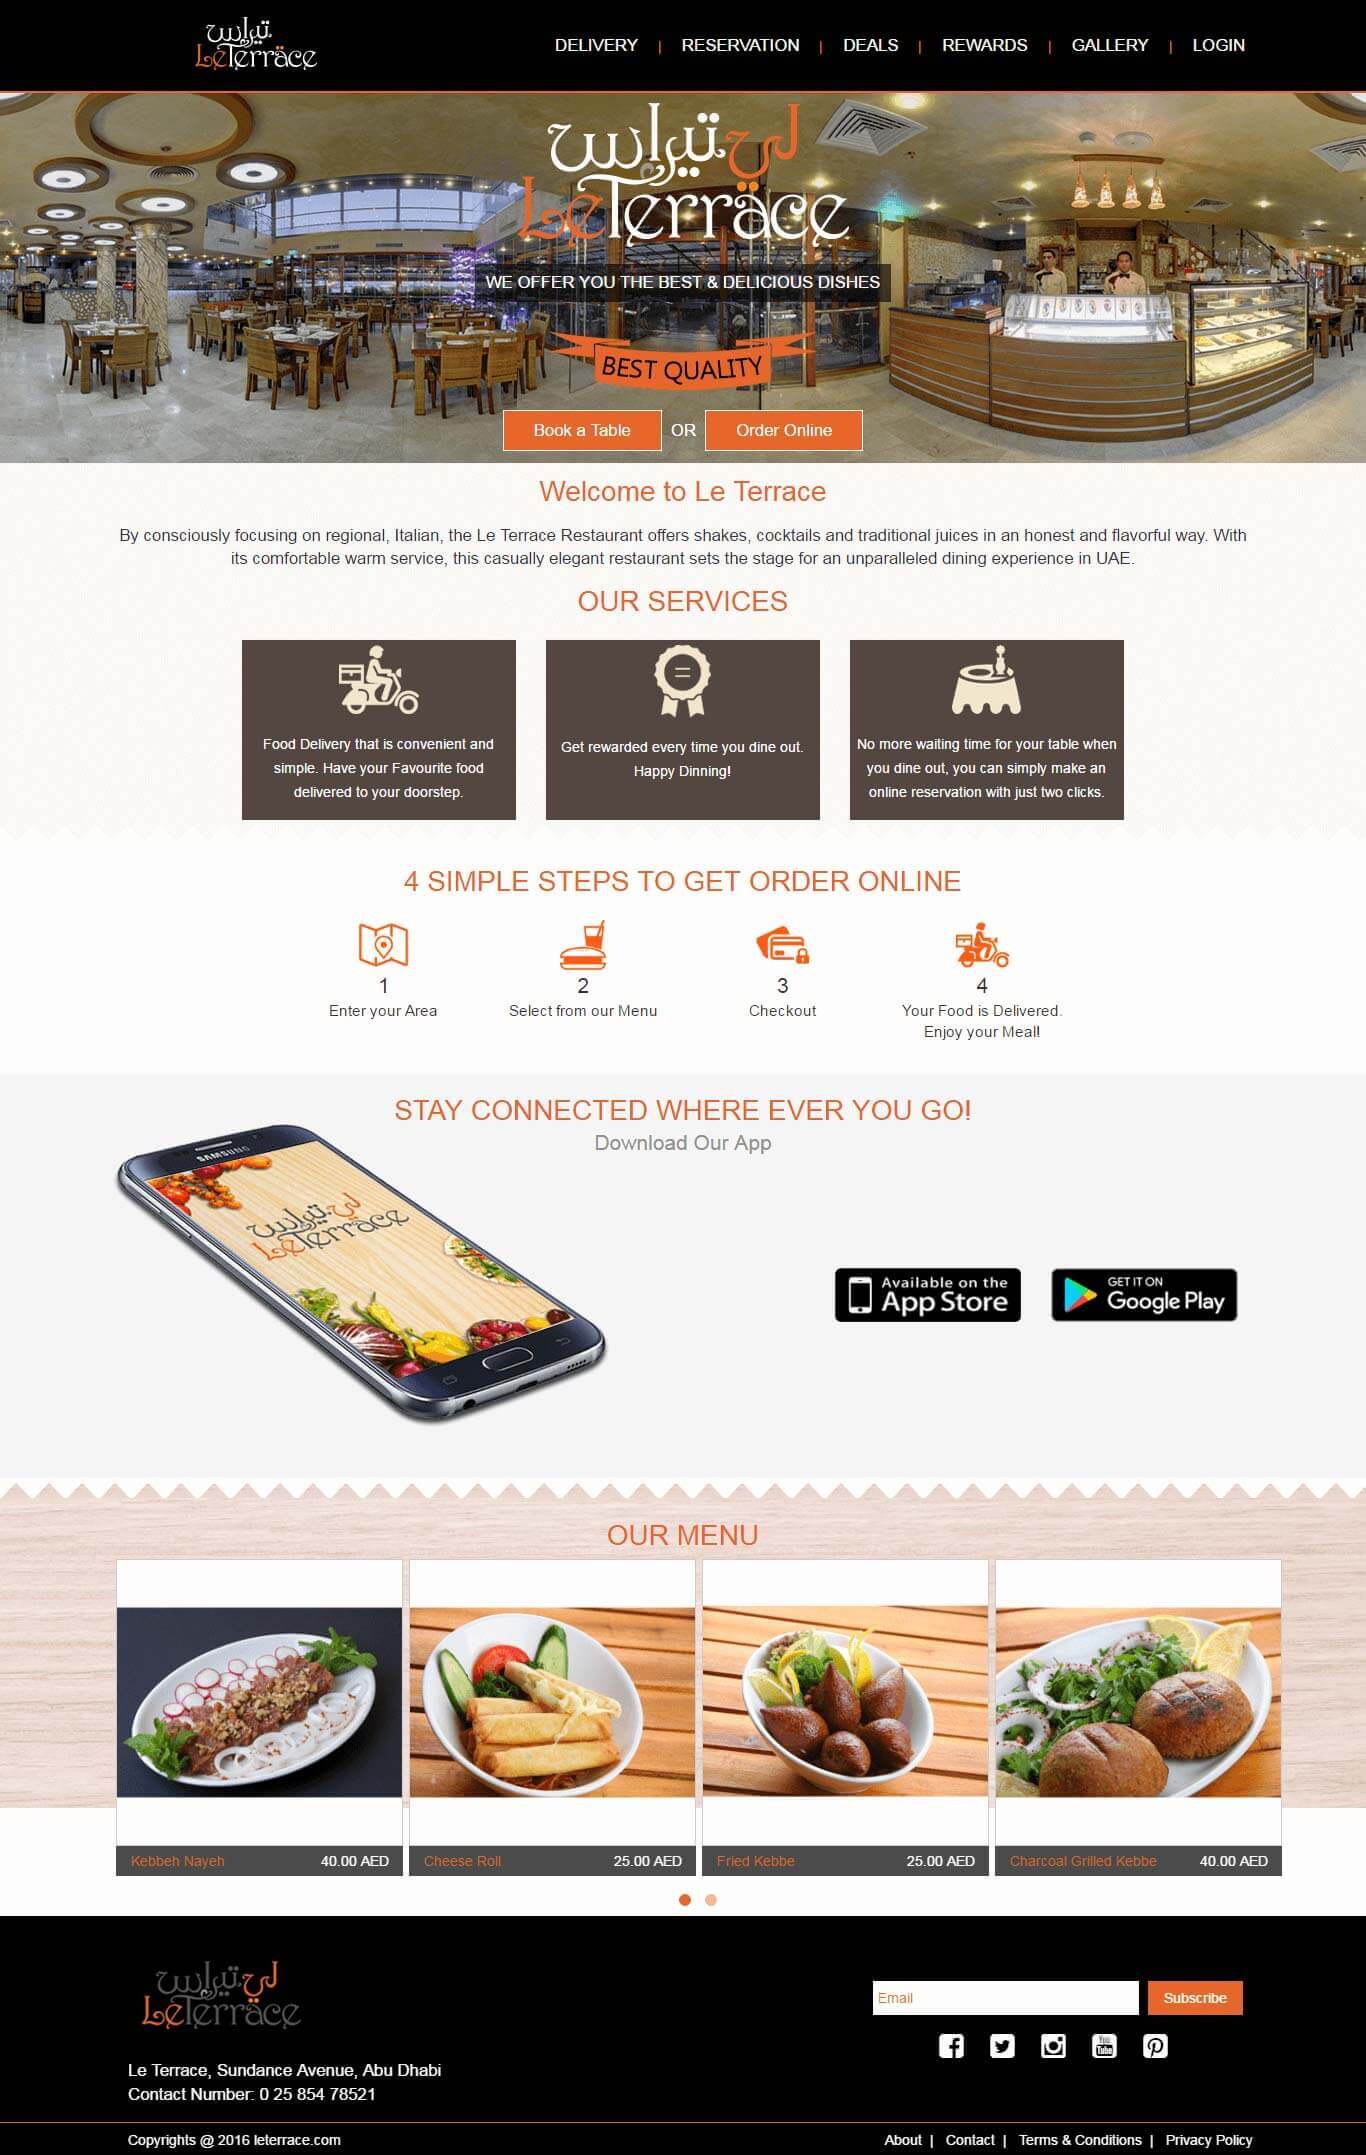 تيراس
LeTerrace
DELIVERY | RESERVATION | DEALS | REWARDS | GALLERY | LOGIN
لي تيراس
LeTerrace
WE OFFER YOU THE BEST & DELICIOUS DISHES
BEST QUALITY
Book a Table OR Order Online
Welcome to Le Terrace
By consciously focusing on regional, Italian, the Le Terrace Restaurant offers shakes, cocktails and traditional juices in an honest and flavorful way. With
its comfortable warm service, this casually elegant restaurant sets the stage for an unparalleled dining experience in UAE.
OUR SERVICES
Food Delivery that is convenient and
simple. Have your Favourite food
delivered to your doorstep.
Get rewarded every time you dine out.
Happy Dinning!
No more waiting time for your table when
you dine out, you can simply make an
online reservation with just two clicks.
4 SIMPLE STEPS TO GET ORDER ONLINE
1
Enter your Area
2
Select from our Menu
3
Checkout
4
Your Food is Delivered.
Enjoy your Meal!
STAY CONNECTED WHERE EVER YOU GO!
Download Our App
SAMSUNG
لي تيراس
LeTerrace
Available on the
App Store
GET IT ON
Google Play
OUR MENU
Kebbeh Nayeh 40.00 AED
Cheese Roll 25.00 AED
Fried Kebbe 25.00 AED
Charcoal Grilled Kebbe 40.00 AED
لي تيراس
LeTerrace
Email
Subscribe
You
Tube
Le Terrace, Sundance Avenue, Abu Dhabi
Contact Number: 0 25 854 78521
Copyrights @ 2016 leterrace.com
About | Contact | Terms & Conditions | Privacy Policy